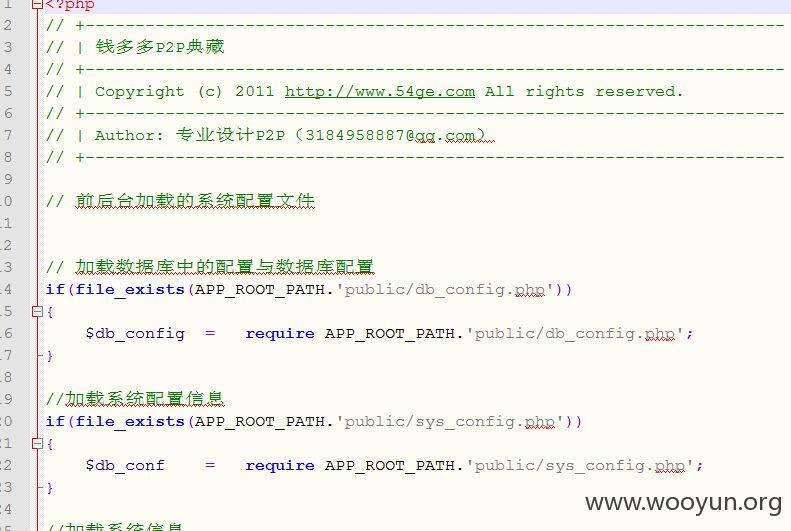 1 <?php
2 // +----------------------------------------------------------------------
3 // | 钱多多P2P典藏
4 // +----------------------------------------------------------------------
5 // | Copyright (c) 2011 http://www.54ge.com All rights reserved.
6 // +----------------------------------------------------------------------
7 // | Author: 专业设计P2P（3184958887@qq.com）
8 // +----------------------------------------------------------------------
9
10 // 前后台加载的系统配置文件
11
12
13 // 加载数据库中的配置与数据库配置
14 if(file_exists(APP_ROOT_PATH.'public/db_config.php'))
15 {
16 $db_config = require APP_ROOT_PATH.'public/db_config.php';
17 }
18
19 //加载系统配置信息
20 if(file_exists(APP_ROOT_PATH.'public/sys_config.php'))
21 {
22 $db_conf = require APP_ROOT_PATH.'public/sys_config.php';
23 }
24
25 //加载系统信息
www.wooyun.org